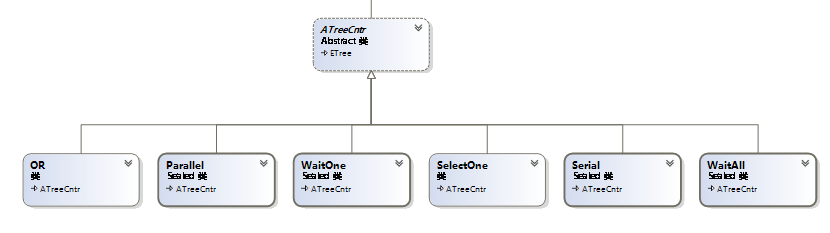 ATreeCntr
Abstract 类
ETree
OR
类
ATreeCntr
Parallel
Sealed 类
ATreeCntr
WaitOne
Sealed 类
ATreeCntr
SelectOne
类
ATreeCntr
Serial
Sealed 类
ATreeCntr
WaitAll
Sealed 类
ATreeCntr